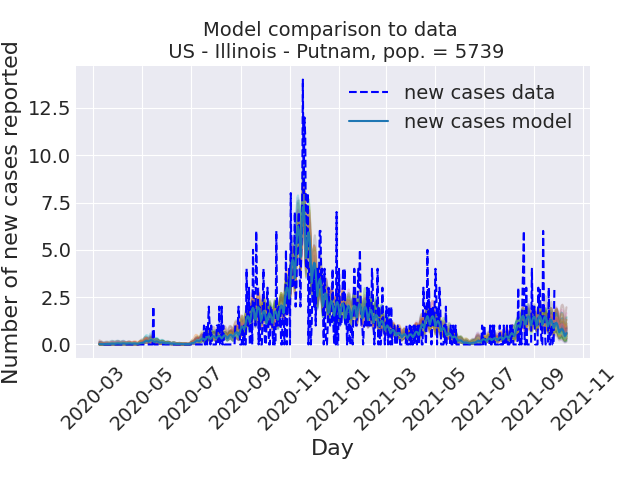 Model comparison to data
US - Illinois - Putnam, pop. = 5739
Number of new cases reported
12.5
10.0
7.5
5.0
2.5
0.0
new cases data
new cases model
2020-03
2020-05
2020-07
2020-09
2020-11
2021-01
2021-03
2021-05
2021-07
2021-09
2021-11
Day